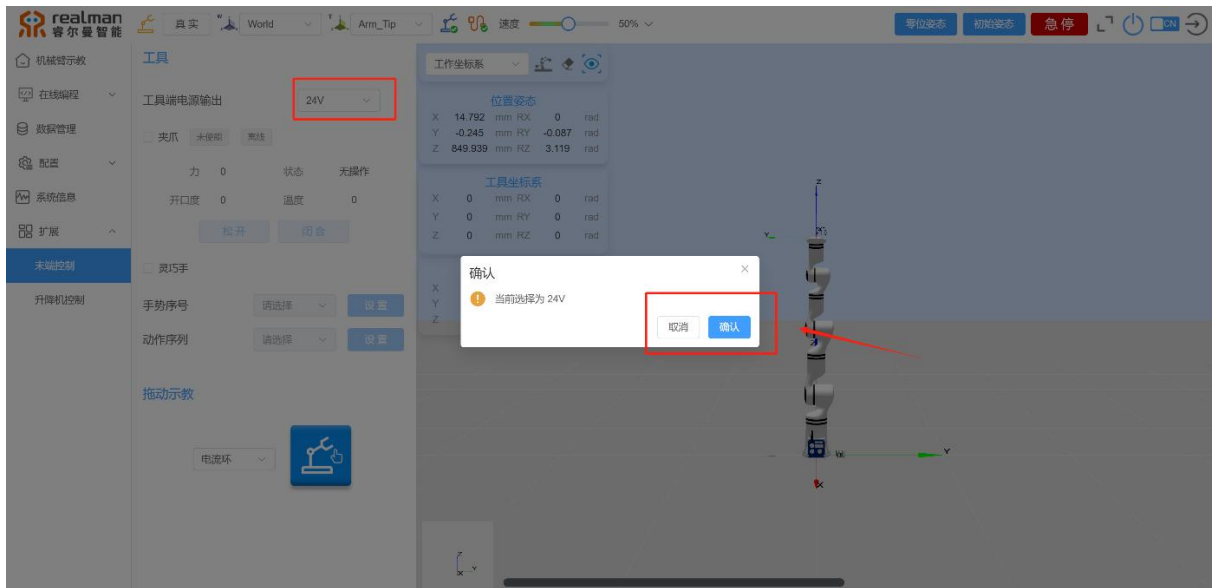 realman
睿尔曼智能
真实 World Arm_Tip 速度 50% 零位姿态 初始姿态 急停 CN
机械臂示教
在线编程
数据管理
配置
系统信息
扩展
末端控制
升降机控制
工具
工具端电源输出 24V
夹爪 未使能 离线
力 0 状态 无操作
开口度 0 温度 0
松开 闭合
灵巧手
手势序号 请选择 设置
动作序列 请选择 设置
拖动示教
电流环
工作坐标系
位置姿态
X 14.792 mm RX 0 rad
Y -0.245 mm RY -0.087 rad
Z 849.939 mm RZ 3.119 rad
工具坐标系
X 0 mm RX 0 rad
Y 0 mm RY 0 rad
Z 0 mm RZ 0 rad
X
Y
Z
确认
当前选择为 24V
取消 确认
Z
Y
Y
X
Z
X Y